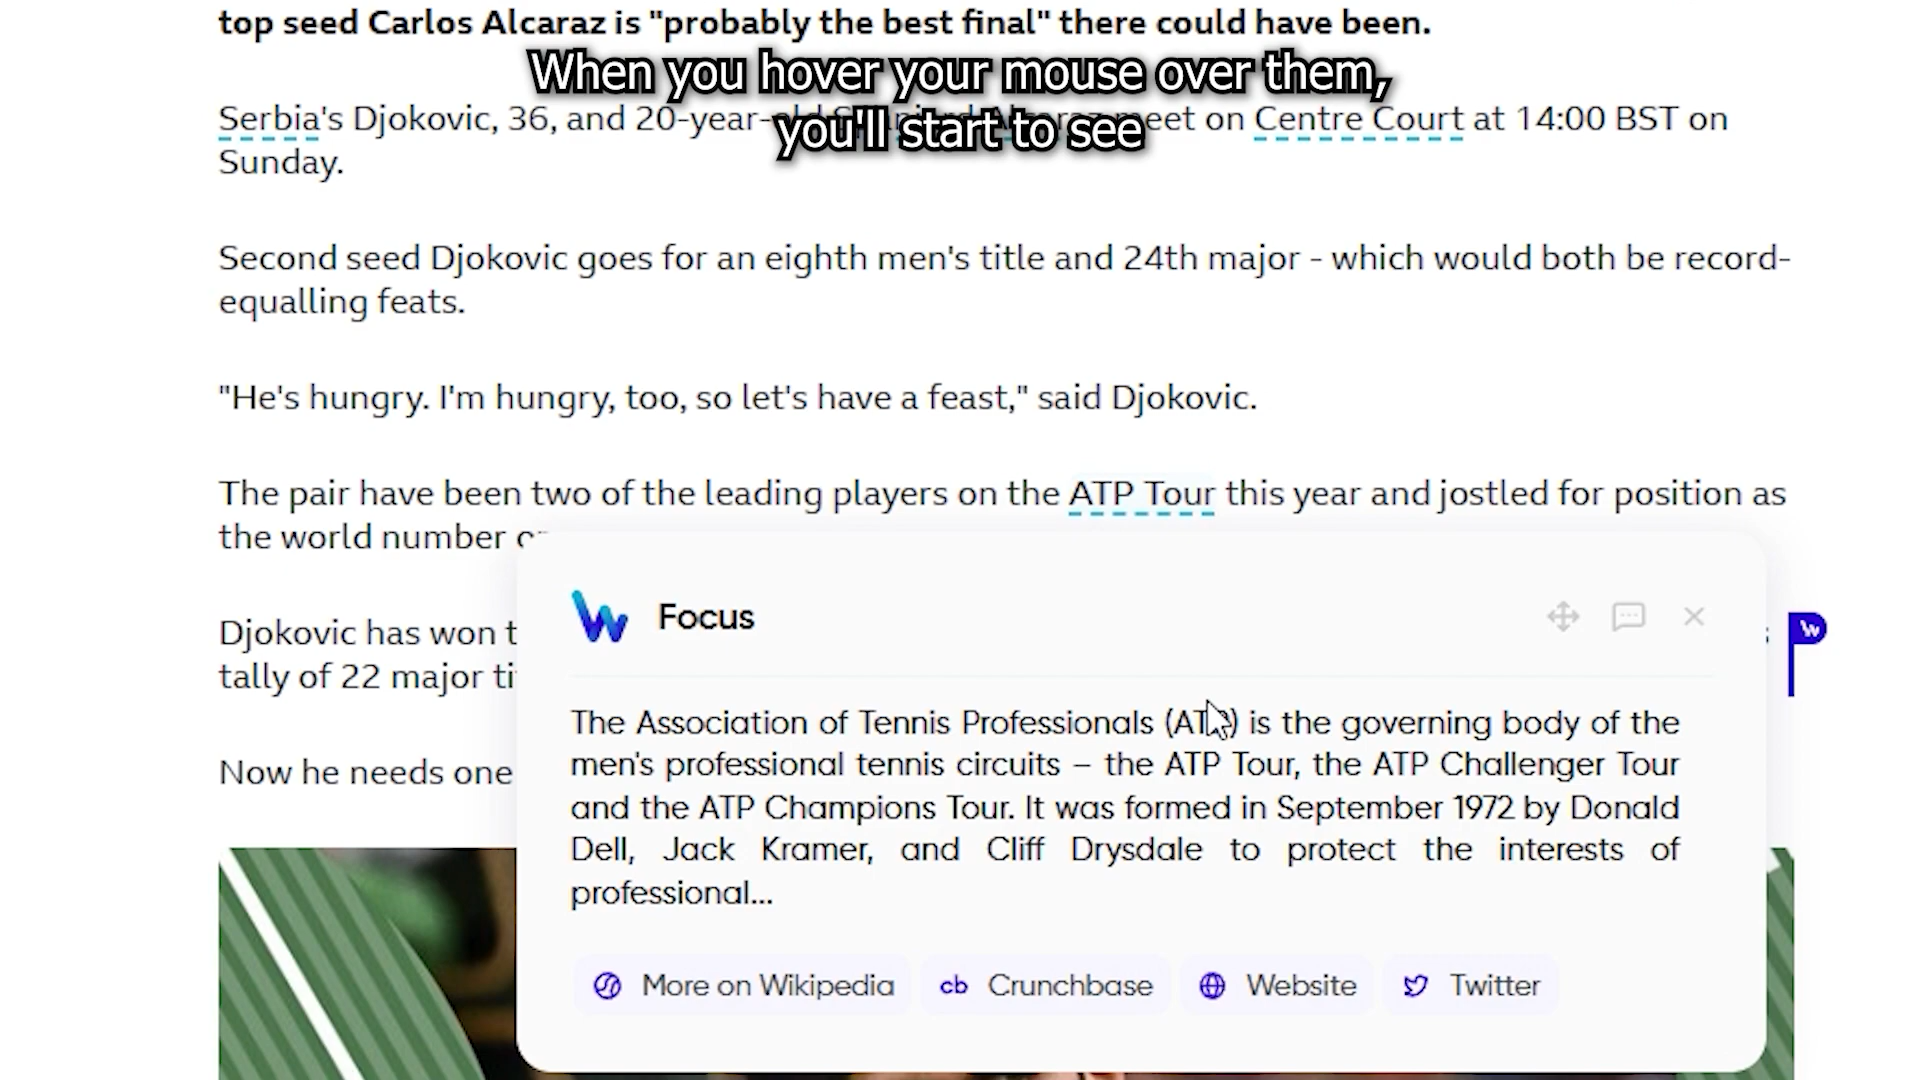 top seed Carlos Alcaraz is "probably the best final" there could have been.
When you hover your mouse over them,
you'll start to see
Serbia's Djokovic, 36, and 20-year-old meet on Centre Court at 14:00 BST on
Sunday.
Second seed Djokovic goes for an eighth men's title and 24th major - which would both be record-
equalling feats.
"He's hungry. I'm hungry, too, so let's have a feast," said Djokovic.
The pair have been two of the leading players on the ATP Tour this year and jostled for position as
the world number
Focus
Djokovic has won
tally of 22 major
The Association of Tennis Professionals (ATP) is the governing body of the
men's professional tennis circuits – the ATP Tour, the ATP Challenger Tour
Now he needs one
and the ATP Champions Tour. It was formed in September 1972 by Donald
Dell, Jack Kramer, and Cliff Drysdale to protect the interests of
professional...
More on Wikipedia
cb Crunchbase
Website
Twitter